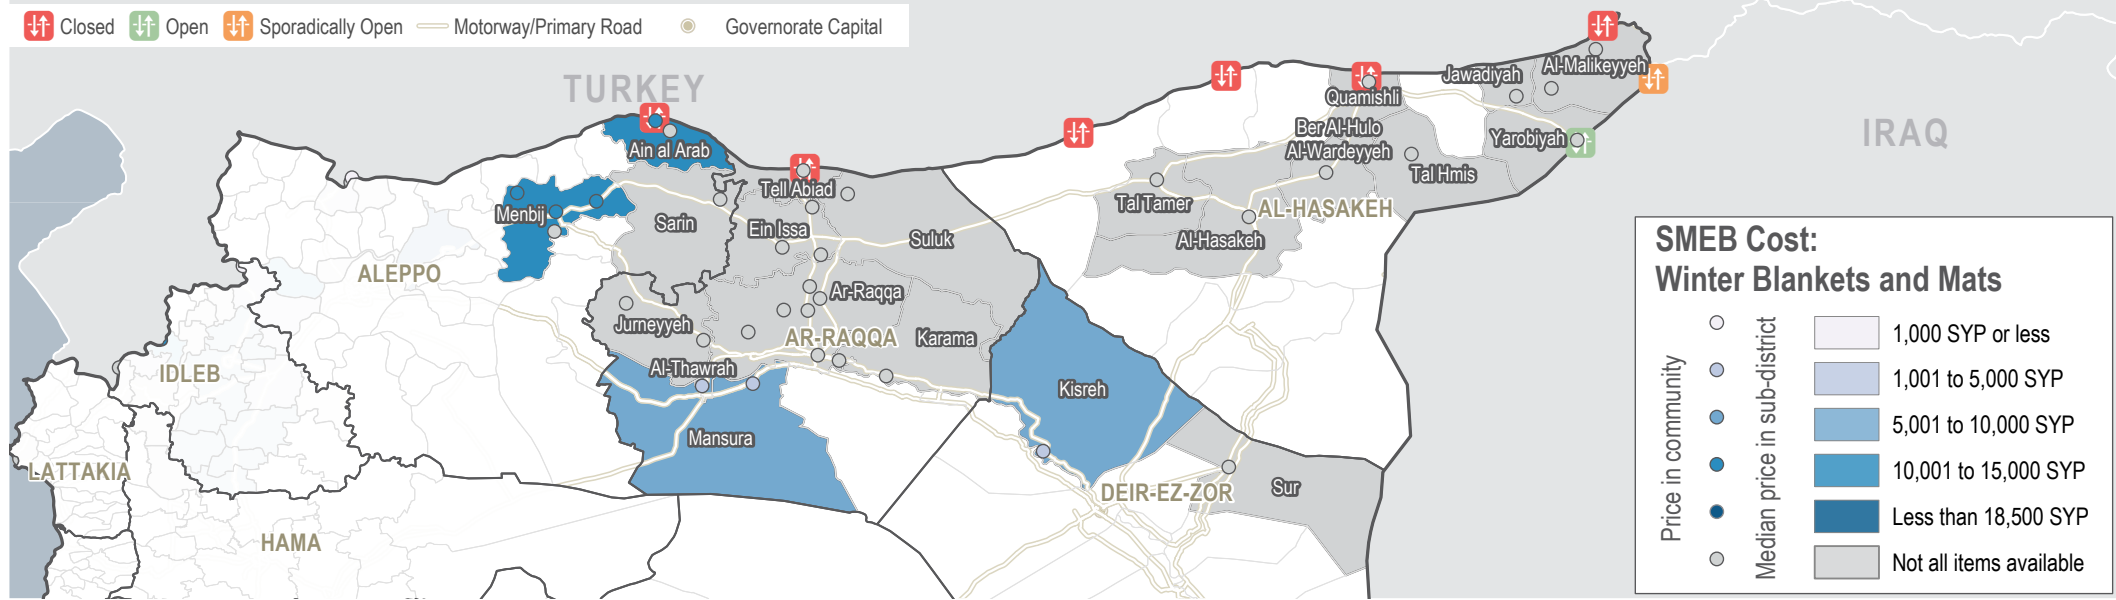 Closed
Open
Sporadically Open
Motorway/Primary Road
Governorate Capital
TURKEY
IRAQ
Al-Malikeyyeh
Jawadiyah
Quamishli
Ber Al-Hulo
Yarobiyah
Al-Wardeyyeh
Tal Hmis
Ain al Arab
Tell Abiad
Tal Tamer
AL-HASAKEH
Menbij
Sarin
Ein Issa
Suluk
Al-Hasakeh
ALEPPO
Ar-Raqqa
Jurneyyeh
AR-RAQQA
Karama
IDLEB
Al-Thawrah
Kisreh
Mansura
LATTAKIA
DEIR-EZ-ZOR
Sur
HAMA
SMEB Cost:
Winter Blankets and Mats
Price in community
Median price in sub-district
1,000 SYP or less
1,001 to 5,000 SYP
5,001 to 10,000 SYP
10,001 to 15,000 SYP
Less than 18,500 SYP
Not all items available